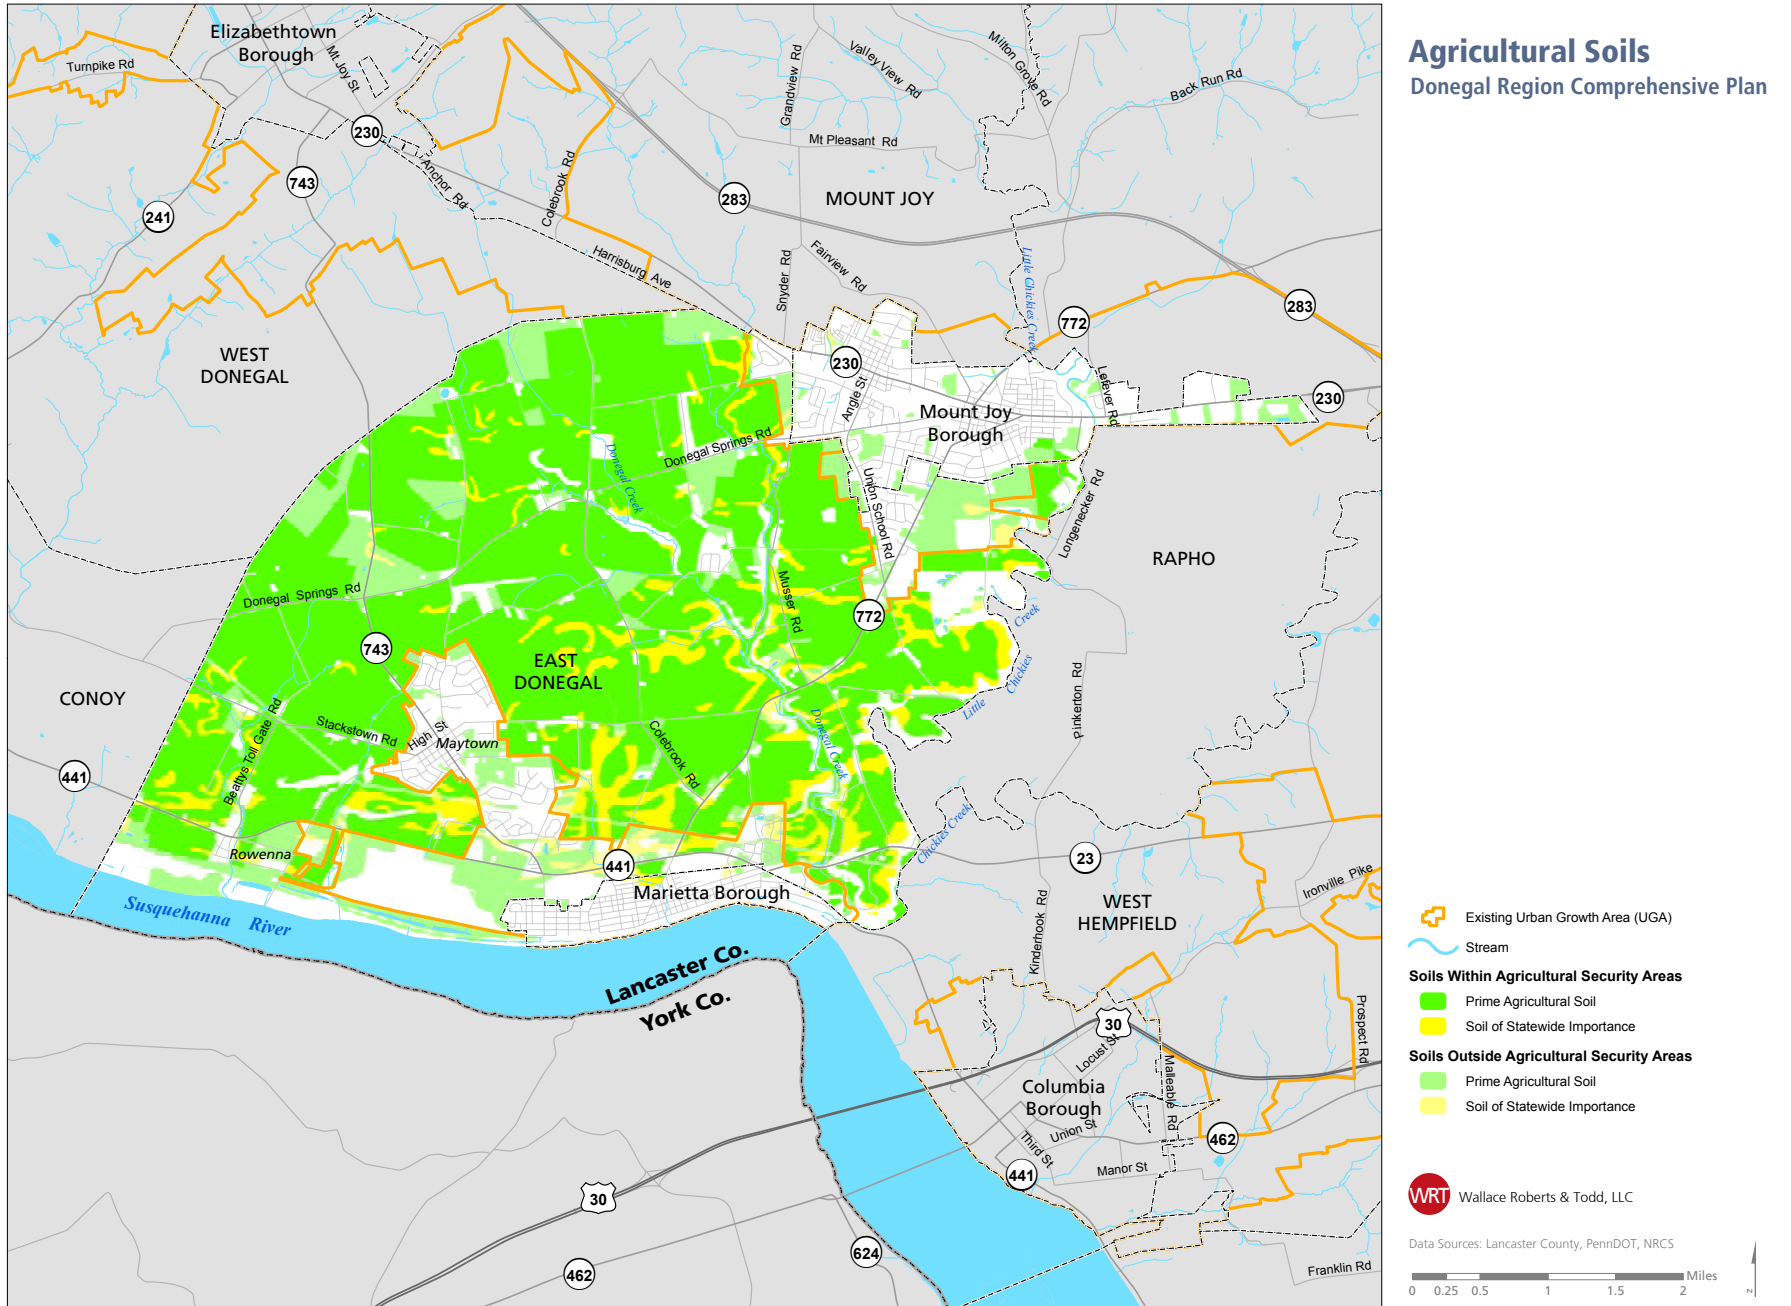 Agricultural Soils
Donegal Region Comprehensive Plan
Elizabethtown
Borough
Turnpike Rd
Mt Joy St
230
743
241
Anchor Rd
Colebrook Rd
Harrisburg Ave
Grandview Rd
Valley View Rd
Milton Grove Rd
Back Run Rd
Mt Pleasant Rd
283
MOUNT JOY
Snyder Rd
Fairview Rd
Little Chickies Creek
772
283
WEST
DONEGAL
230
Angle St
Mount Joy
Borough
Lefever Rd
230
Donegal Springs Rd
Donegal Creek
Union School Rd
Longenecker Rd
RAPHO
Donegal Springs Rd
Musser Rd
772
743
EAST
DONEGAL
Little Chickies Creek
Pinkerton Rd
CONOY
Beattys Toll Gate Rd
Stackstown Rd
High St
Maytown
Colebrook Rd
Donegal Creek
441
Chickies Creek
Rowenna
441
23
Marietta Borough
Kinderhook Rd
WEST
HEMPFIELD
Ironville Pike
Susquehanna River
Lancaster Co.
York Co.
Prospect Rd
30
Locust St
Malleable Rd
Columbia
Borough
Union St
Third St
462
Manor St
441
30
624
462
Franklin Rd
Existing Urban Growth Area (UGA)
Stream
Soils Within Agricultural Security Areas
Prime Agricultural Soil
Soil of Statewide Importance
Soils Outside Agricultural Security Areas
Prime Agricultural Soil
Soil of Statewide Importance
WRT Wallace Roberts & Todd, LLC
Data Sources: Lancaster County, PennDOT, NRCS
Miles
0 0.25 0.5 1 1.5 2
z